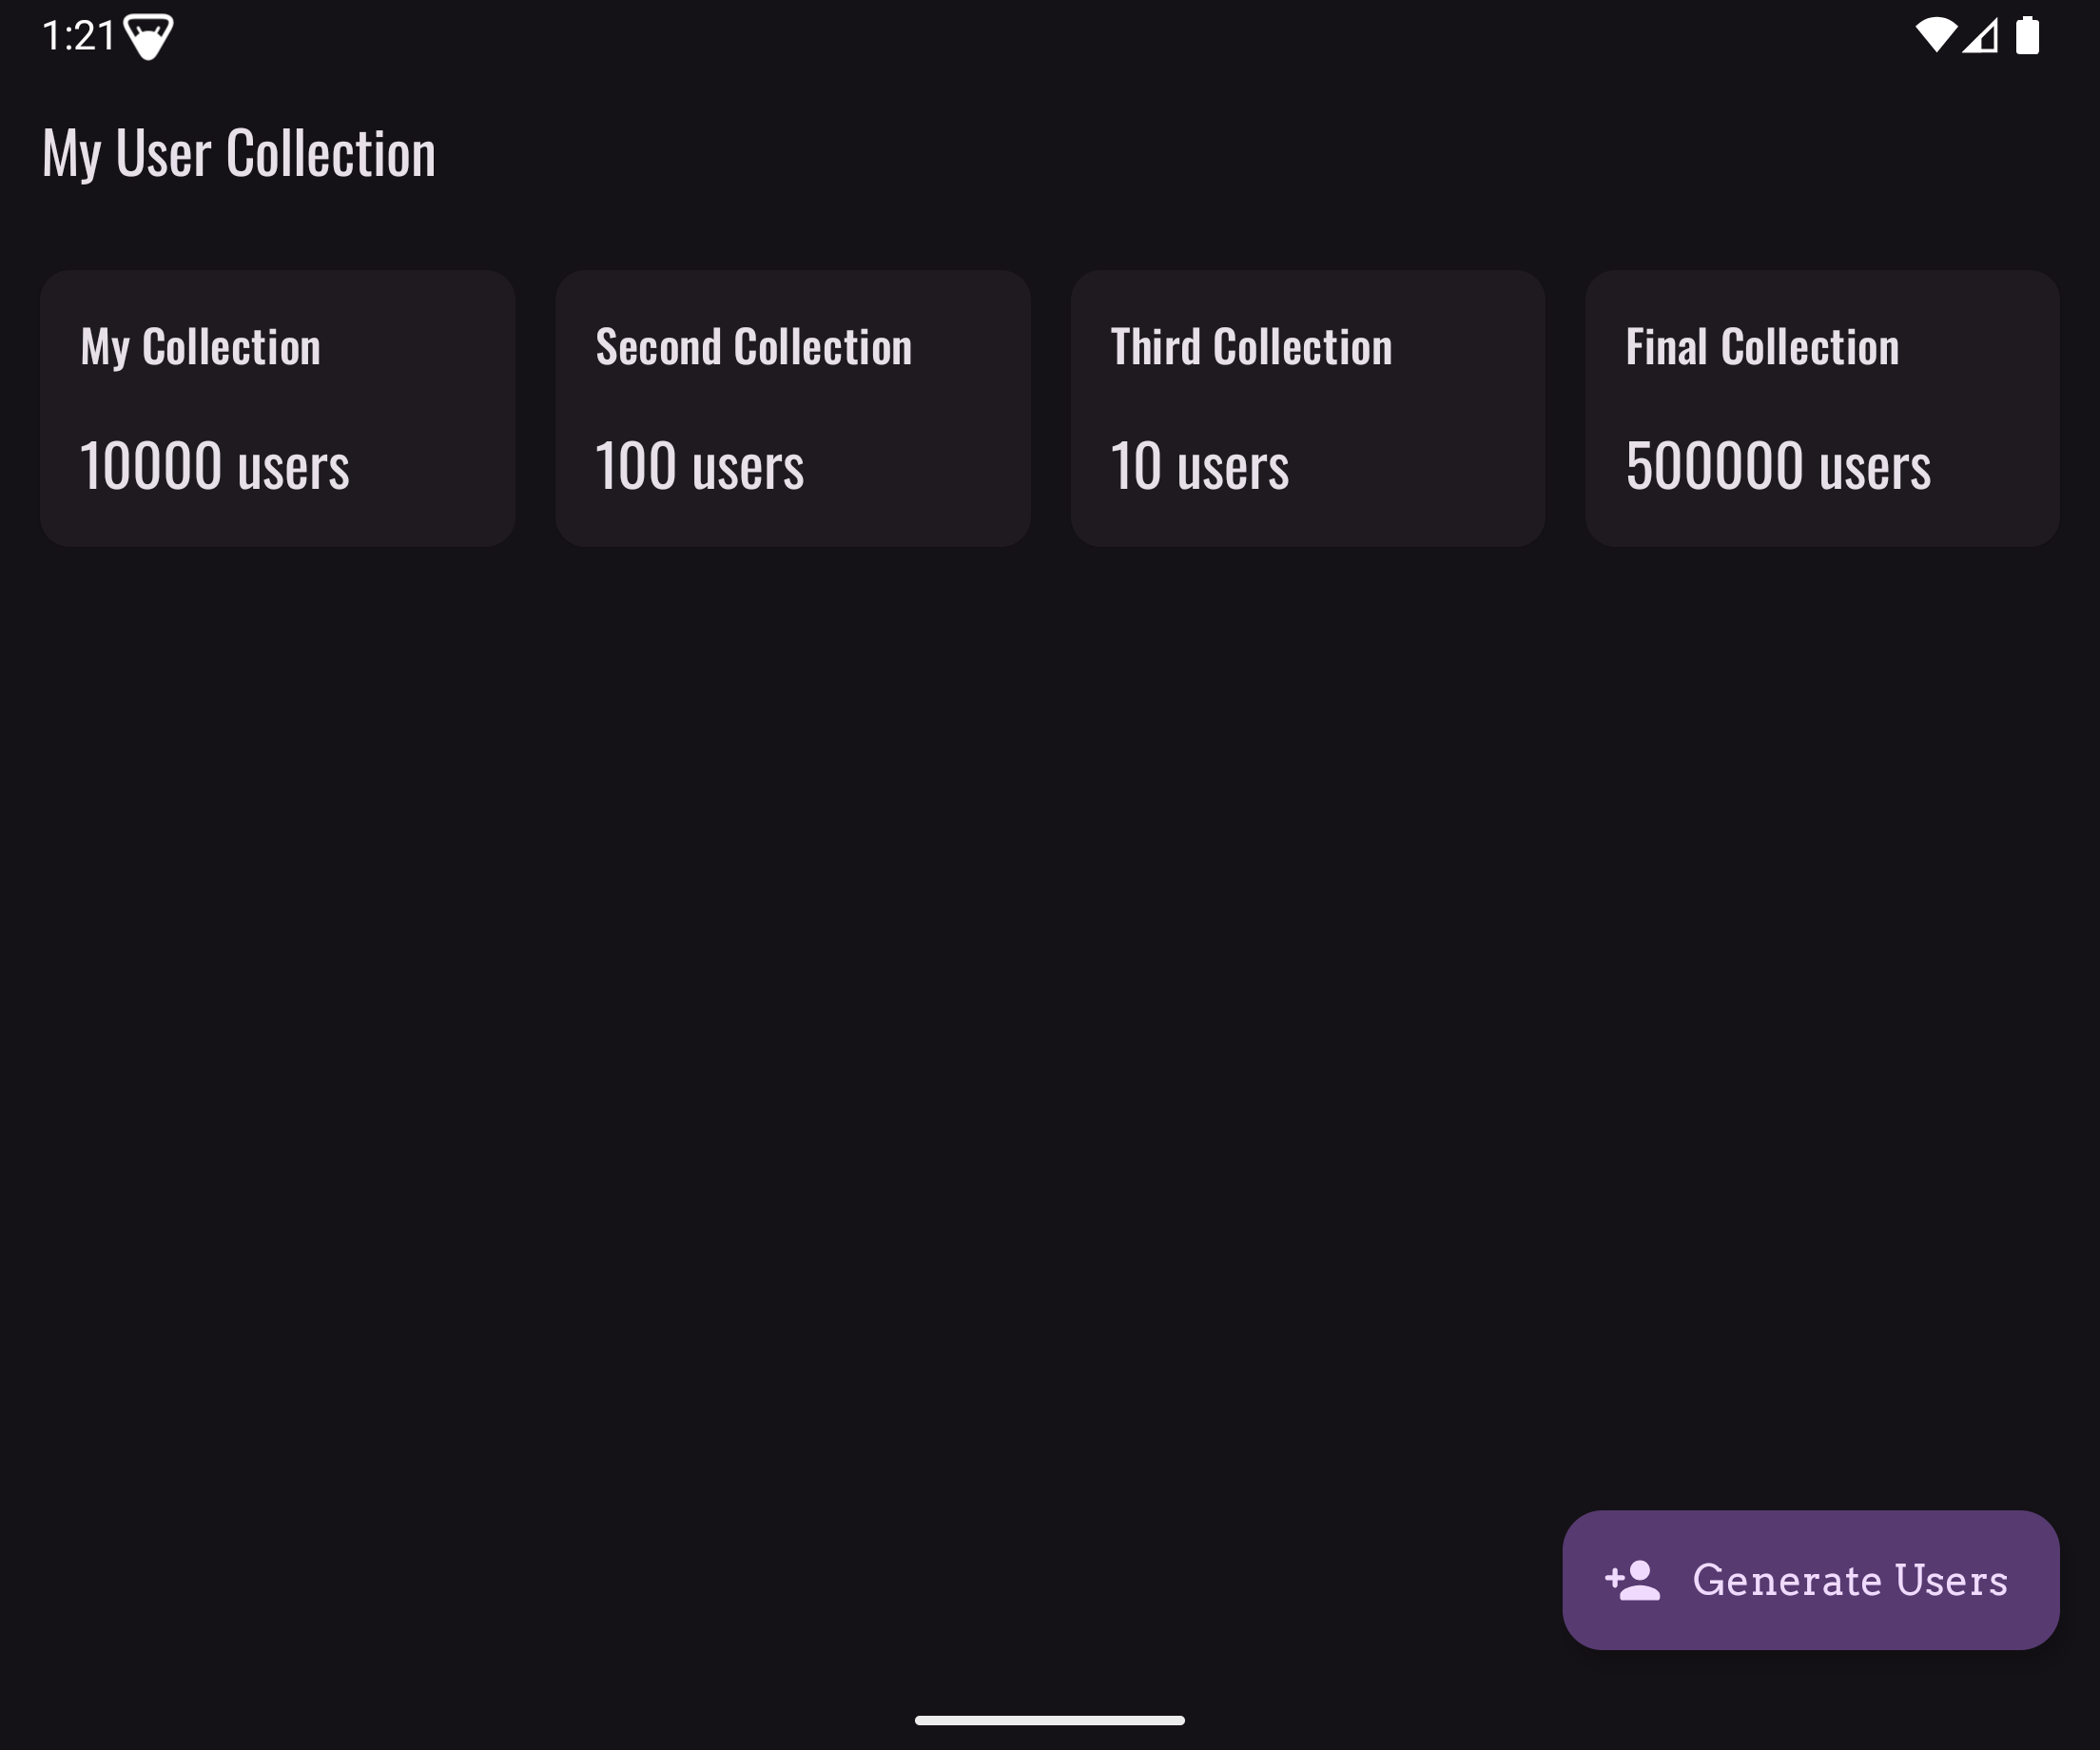 1:21
My User Collection
My Collection
10000 users
Second Collection
100 users
Third Collection
10 users
Final Collection
500000 users
Generate Users